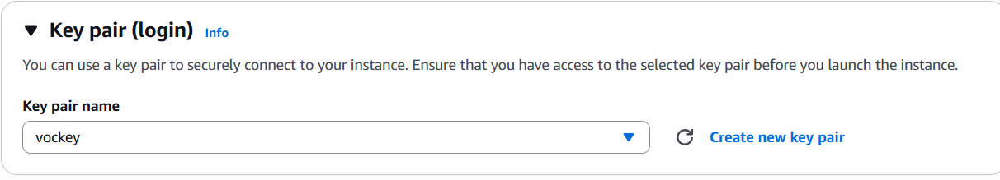 Key pair (login) Info
You can use a key pair to securely connect to your instance. Ensure that you have access to the selected key pair before you launch the instance.
Key pair name
vockey Create new key pair